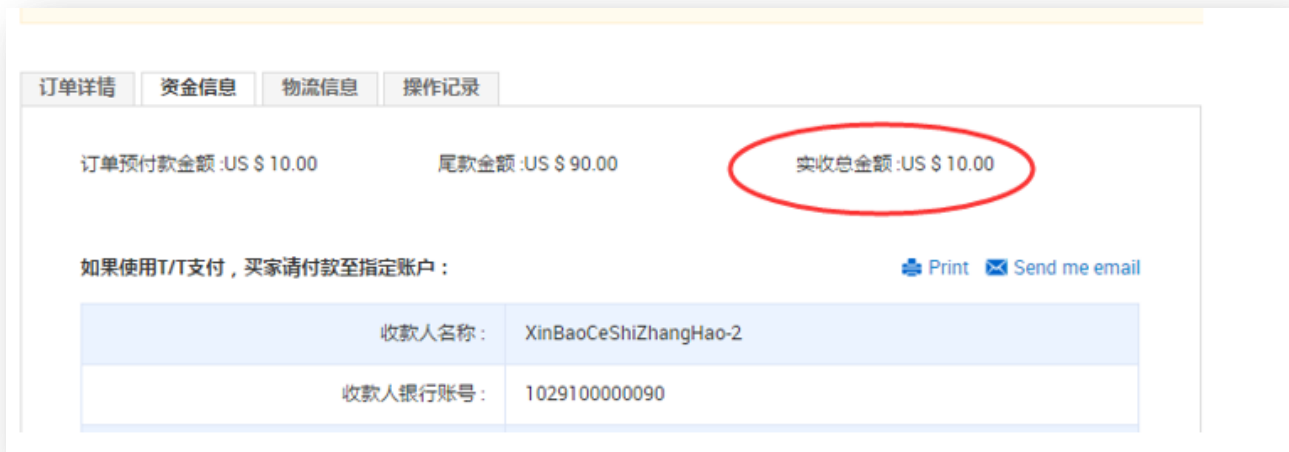 订单详情 资金信息 物流信息 操作记录
订单预付款金额 :US $ 10.00 尾款金额 :US $ 90.00 实收总金额 :US $ 10.00
如果使用T/T支付，买家请付款至指定账户： Print Send me email
收款人名称 : XinBaoCeShiZhangHao-2
收款人银行账号 : 1029100000090